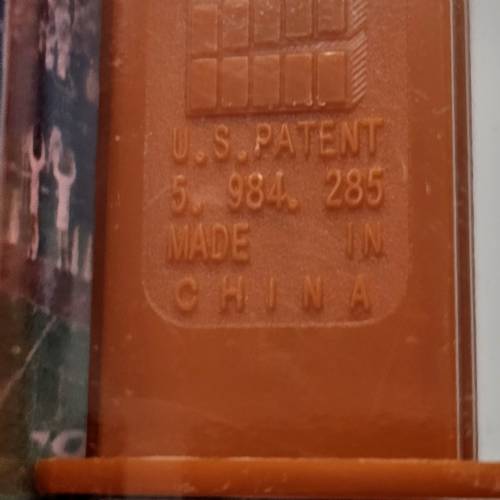 U.S.PATENT
5. 984. 285
MADE IN
CHINA